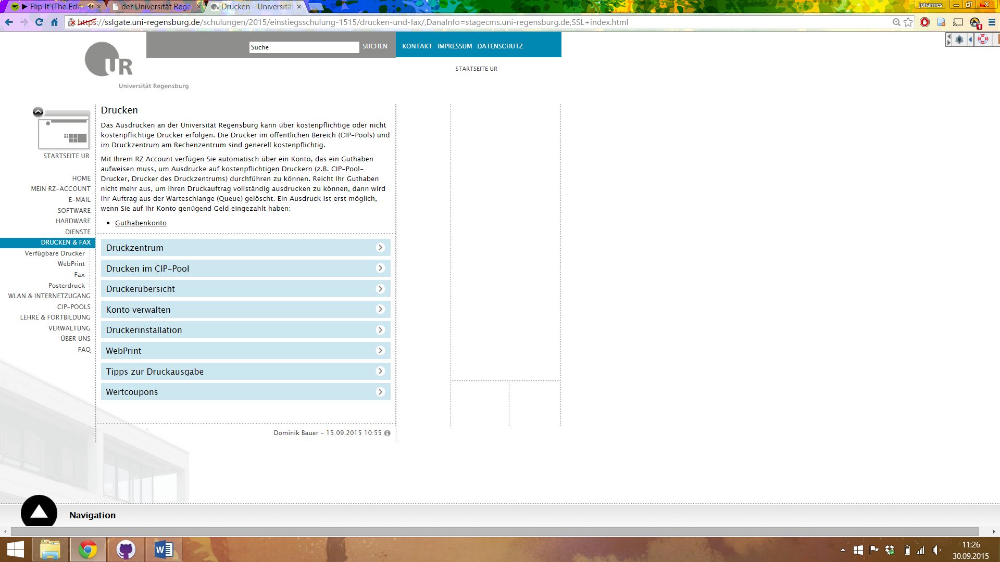 ▶ Flip It (The Edit)
der Universität Rege
Drucken - Universitä
johannes
https://sslgate.uni-regensburg.de/schulungen/2015/einstiegsschulung-1515/drucken-und-fax/,DanaInfo=stagecms.uni-regensburg.de,SSL+index.html
1
Suche
SUCHEN
KONTAKT IMPRESSUM DATENSCHUTZ
UR
Universität Regensburg
STARTSEITE UR
STARTSEITE UR
HOME
MEIN RZ-ACCOUNT
E-MAIL
SOFTWARE
HARDWARE
DIENSTE
DRUCKEN & FAX
Verfügbare Drucker
WebPrint
Fax
Posterdruck
WLAN & INTERNETZUGANG
CIP-POOLS
LEHRE & FORTBILDUNG
VERWALTUNG
ÜBER UNS
FAQ
Drucken
Das Ausdrucken an der Universität Regensburg kann über kostenpflichtige oder nicht
kostenpflichtige Drucker erfolgen. Die Drucker im öffentlichen Bereich (CIP-Pools) und
im Druckzentrum am Rechenzentrum sind generell kostenpflichtig.
Mit Ihrem RZ Account verfügen Sie automatisch über ein Konto, das ein Guthaben
aufweisen muss, um Ausdrucke auf kostenpflichtigen Druckern (z.B. CIP-Pool-
Drucker, Drucker des Druckzentrums) durchführen zu können. Reicht Ihr Guthaben
nicht mehr aus, um Ihren Druckauftrag vollständig ausdrucken zu können, dann wird
Ihr Auftrag aus der Warteschlange (Queue) gelöscht. Ein Ausdruck ist erst möglich,
wenn Sie auf Ihr Konto genügend Geld eingezahlt haben:
• Guthabenkonto
Druckzentrum
Drucken im CIP-Pool
Druckerübersicht
Konto verwalten
Druckerinstallation
WebPrint
Tipps zur Druckausgabe
Wertcoupons
Dominik Bauer - 15.09.2015 10:55
Navigation
11:26
30.09.2015